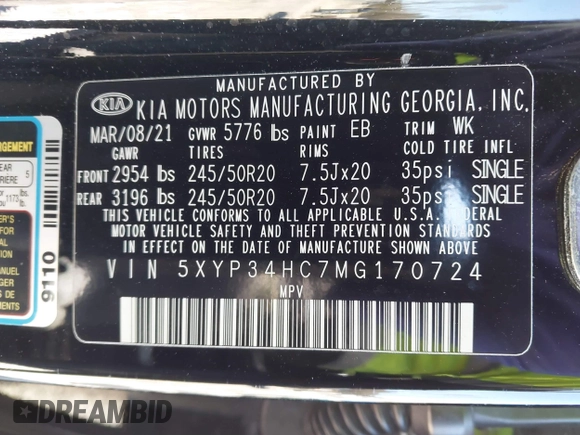 MANUFACTURED BY
KIA KIA MOTORS MANUFACTURING GEORGIA, INC.
MAR/08/21 GVWR 5776 lbs PAINT EB TRIM WK
GAWR TIRES RIMS COLD TIRE INFL.
FRONT 2954 lbs 245/50R20 7.5Jx20 35psi SINGLE
REAR 3196 lbs 245/50R20 7.5Jx20 35psi SINGLE
THIS VEHICLE CONFORMS TO ALL APPLICABLE U.S.A. FEDERAL
MOTOR VEHICLE SAFETY AND THEFT PREVENTION STANDARDS
IN EFFECT ON THE DATE OF MANUFACTURE SHOWN ABOVE.
VIN 5XYP34HC7MG170724
MPV
5
lbs.
1173
9110
DREAMBID